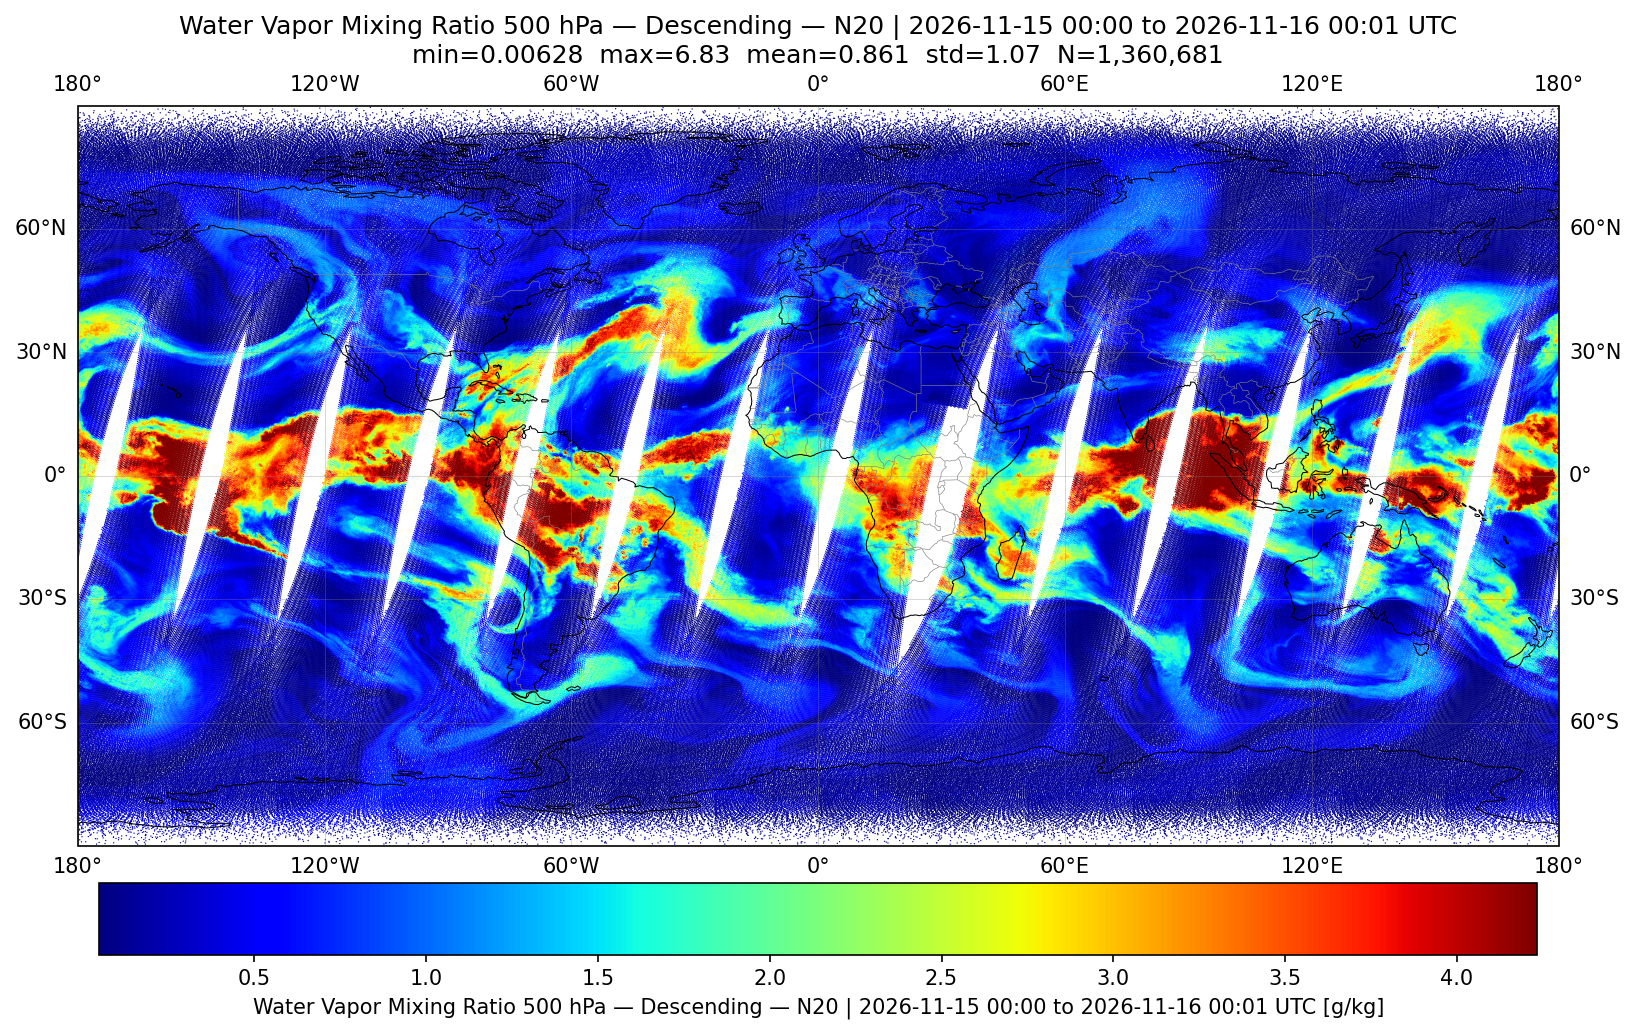 Water Vapor Mixing Ratio 500 hPa — Descending — N20 | 2026-11-15 00:00 to 2026-11-16 00:01 UTC
min=0.00628  max=6.83  mean=0.861  std=1.07  N=1,360,681
180° 120°W 60°W 0° 60°E 120°E 180°
60°N 60°N
30°N 30°N
0° 0°
30°S 30°S
60°S 60°S
180° 120°W 60°W 0° 60°E 120°E 180°
0.5 1.0 1.5 2.0 2.5 3.0 3.5 4.0
Water Vapor Mixing Ratio 500 hPa — Descending — N20 | 2026-11-15 00:00 to 2026-11-16 00:01 UTC [g/kg]